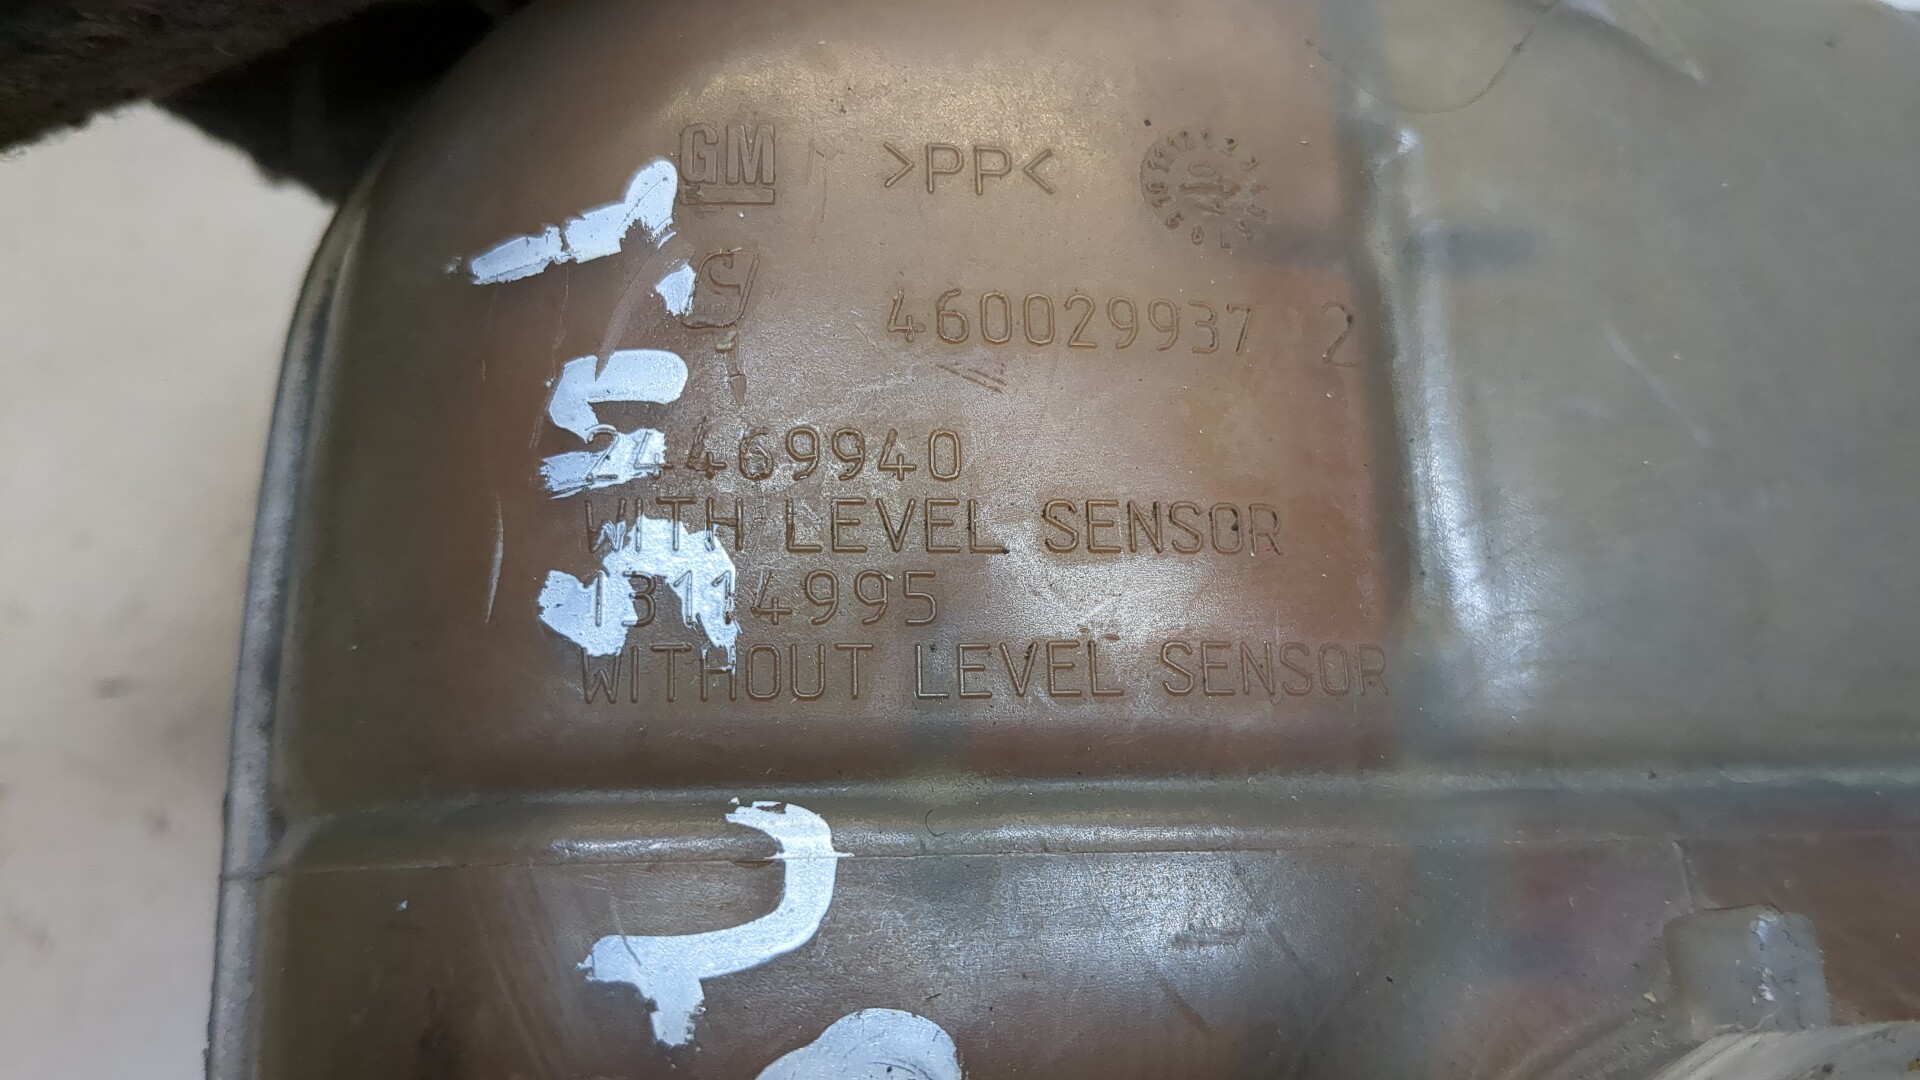 GM >PP<
460029937 2
24469940
WITH LEVEL SENSOR
13114995
WITHOUT LEVEL SENSOR